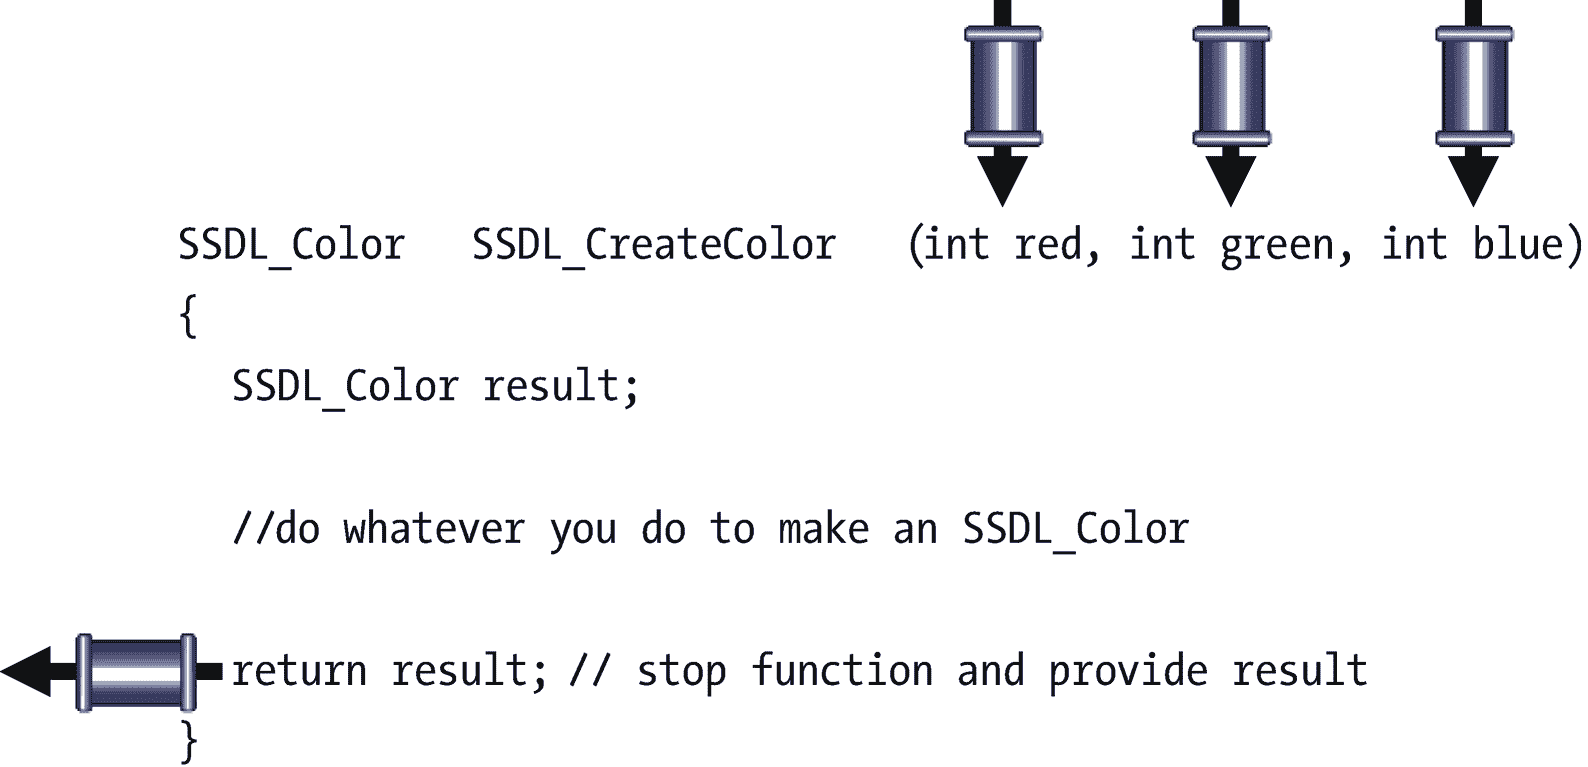 SSDL_Color SSDL_CreateColor (int red, int green, int blue)
{
SSDL_Color result;
//do whatever you do to make an SSDL_Color
return result; // stop function and provide result
}